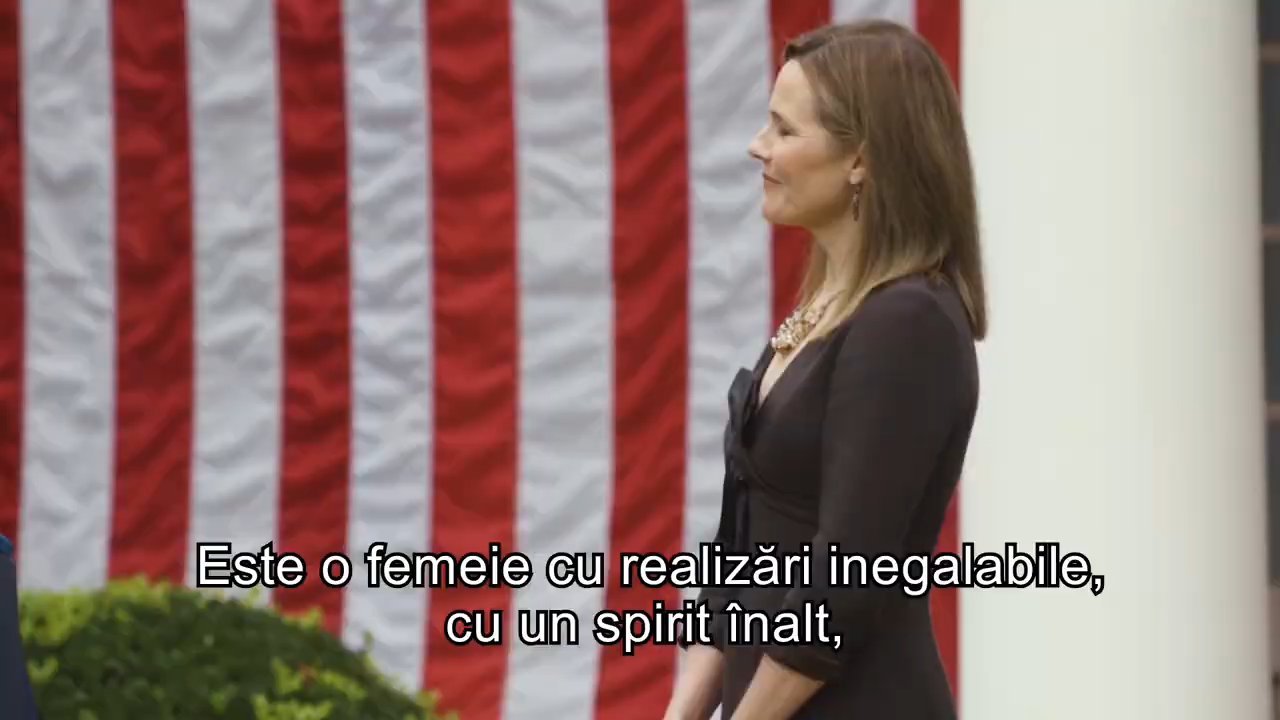 Este o femeie cu realizări inegalabile,
cu un spirit înalt,